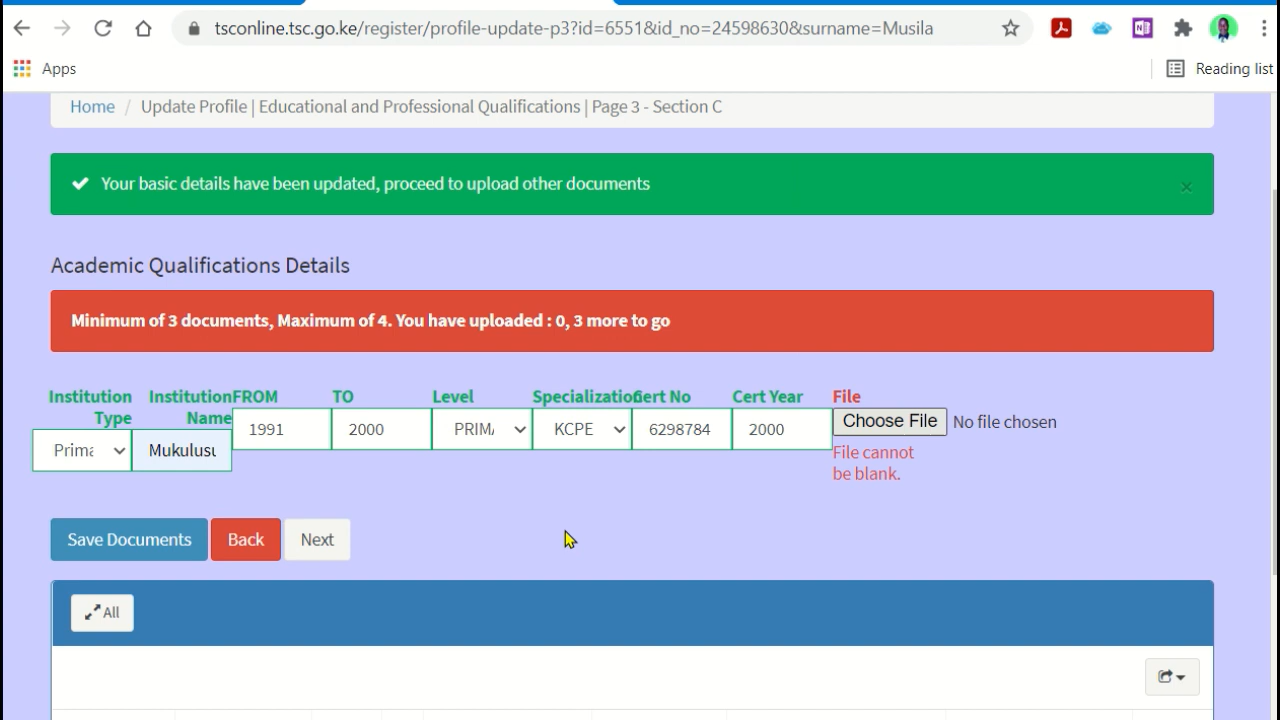 tsconline.tsc.go.ke/register/profile-update-p3?id=6551&id_no=24598630&surname=Musila
Apps
Reading list
Home / Update Profile | Educational and Professional Qualifications | Page 3 - Section C
Your basic details have been updated, proceed to upload other documents
×
Academic Qualifications Details
Minimum of 3 documents, Maximum of 4. You have uploaded : 0, 3 more to go
Institution Type
Institution Name
FROM
TO
Level
Specialization
Cert No
Cert Year
File
Prima
Mukulusu
1991
2000
PRIMA
KCPE
6298784
2000
Choose File No file chosen
File cannot
be blank.
Save Documents
Back
Next
All